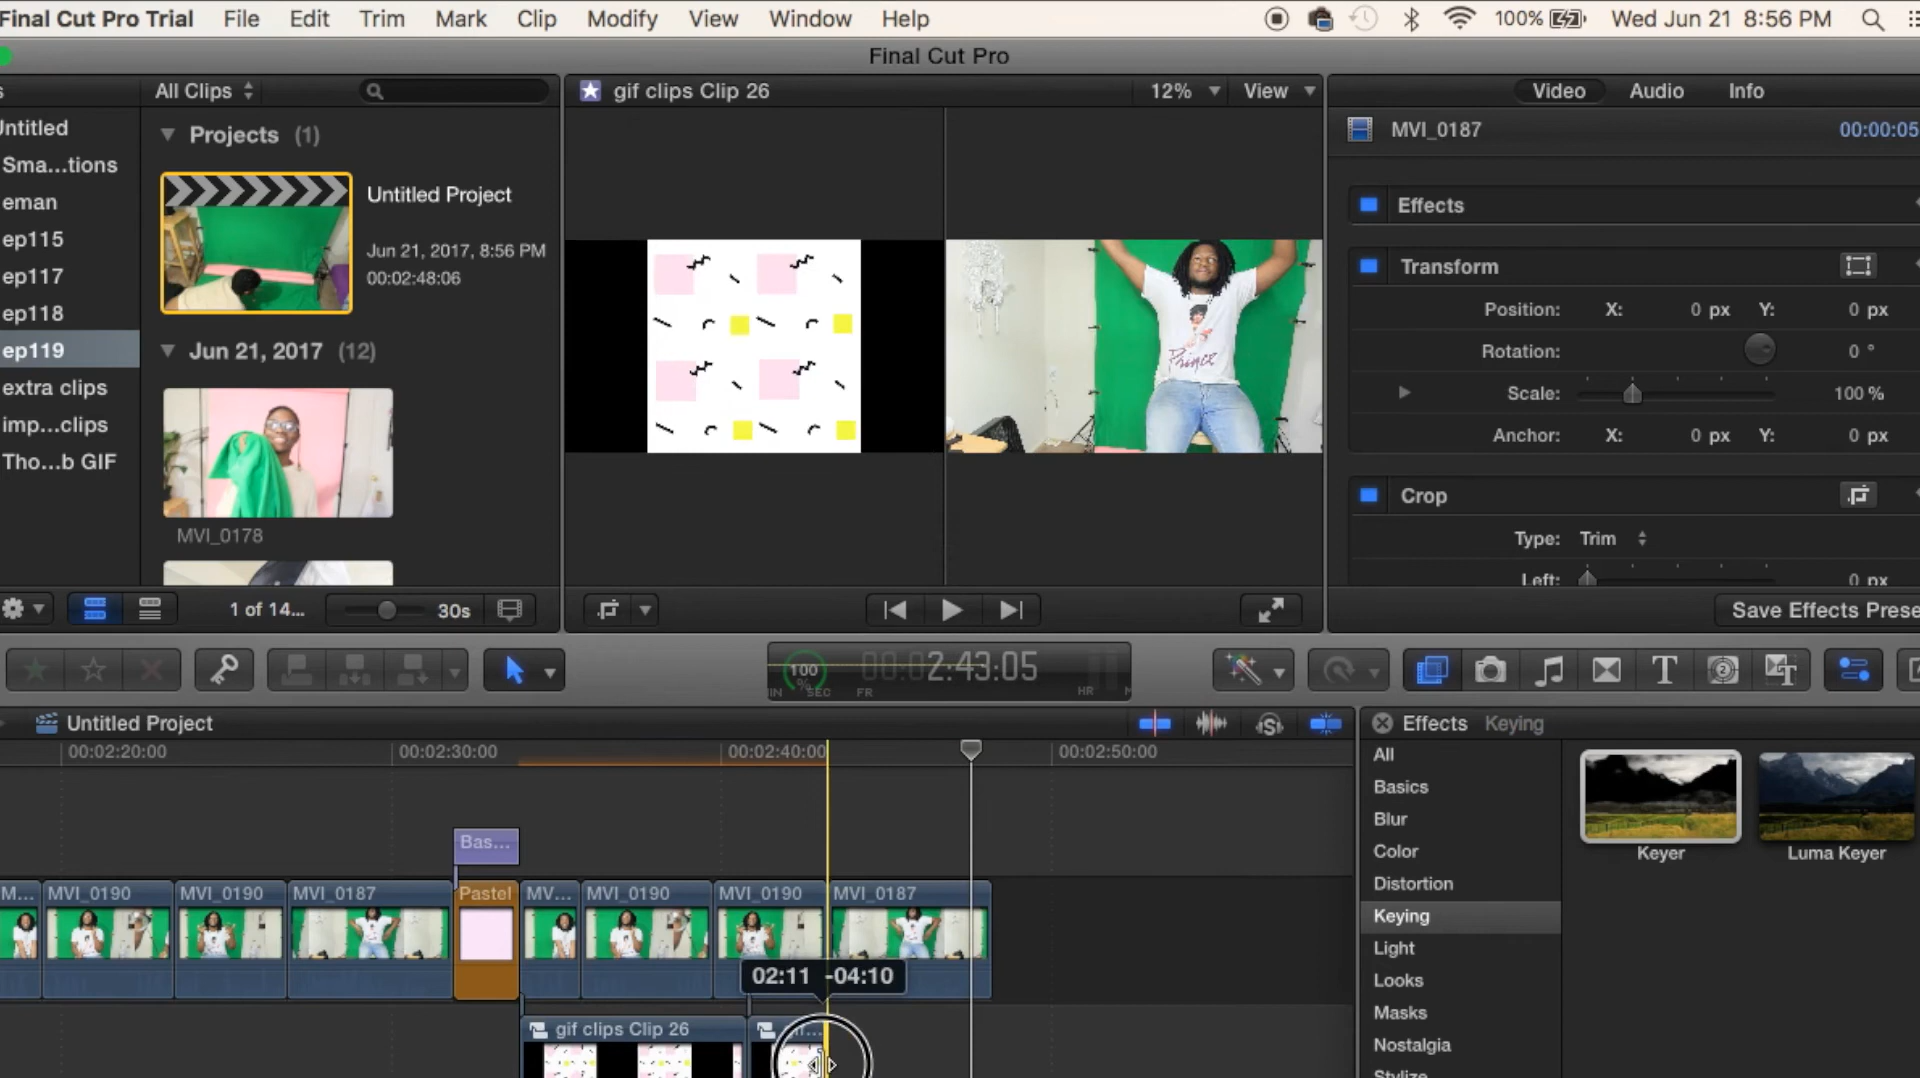 Final Cut Pro Trial File Edit Trim Mark Clip Modify View Window Help 100% Wed Jun 21 8:56 PM
Final Cut Pro
All Clips
gif clips Clip 26 12% View
Video Audio Info
Untitled
Sma...tions
eman
ep115
ep117
ep118
ep119
extra clips
imp...clips
Tho...b GIF
Projects (1)
Untitled Project
Jun 21, 2017, 8:56 PM
00:02:48:06
Jun 21, 2017 (12)
MVI_0178
Prince
MVI_0187 00:00:05
Effects
Transform
Position: X: 0 px Y: 0 px
Rotation: 0 °
Scale: 100 %
Anchor: X: 0 px Y: 0 px
Crop
Type: Trim
Left: 0 px
1 of 14... 30s
Save Effects Prese
100 % 00:02:43:05
SEC FR HR
Untitled Project
00:02:20:00 00:02:30:00 00:02:40:00 00:02:50:00
Bas...
M... MVI_0190 MVI_0190 MVI_0187 Pastel MV... MVI_0190 MVI_0190 MVI_0187
02:11 -04:10
gif clips Clip 26
Effects Keying
All
Basics
Blur
Color
Distortion
Keying
Light
Looks
Masks
Nostalgia
Stylize
Keyer
Luma Keyer